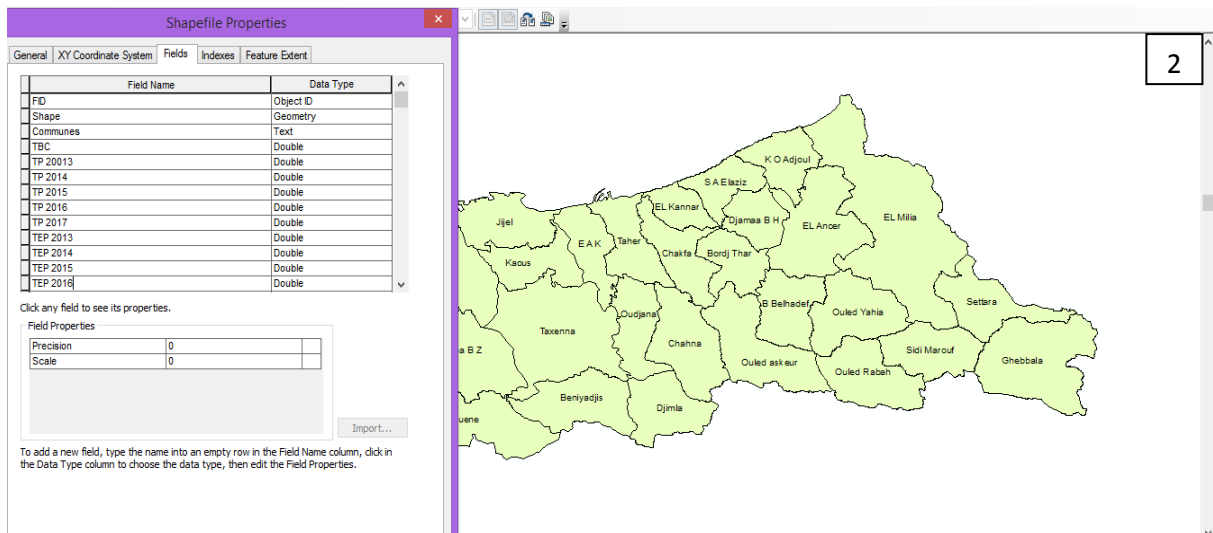 Shapefile Properties
×
General XY Coordinate System Fields Indexes Feature Extent
Field Name Data Type
FID Object ID
Shape Geometry
Communes Text
TBC Double
TP 20013 Double
TP 2014 Double
TP 2015 Double
TP 2016 Double
TP 2017 Double
TEP 2013 Double
TEP 2014 Double
TEP 2015 Double
TEP 2016 Double
Click any field to see its properties.
Field Properties
Precision 0
Scale 0
Import...
To add a new field, type the name into an empty row in the Field Name column, click in
the Data Type column to choose the data type, then edit the Field Properties.
2
K O Adjoul
S A Elaziz
EL Kannar
Jijel
Djamaa B H
EL Ancer
EL Milia
E A K
Taher
Chakfa
Bordj Thar
Kaous
B Belhadef
Ouled Yahia
Settara
Oudjana
Taxenna
Chahna
a B Z
Sidi Marouf
Ouled askeur
Ghebbala
Ouled Rabah
Beniyadjis
Djimla
uene